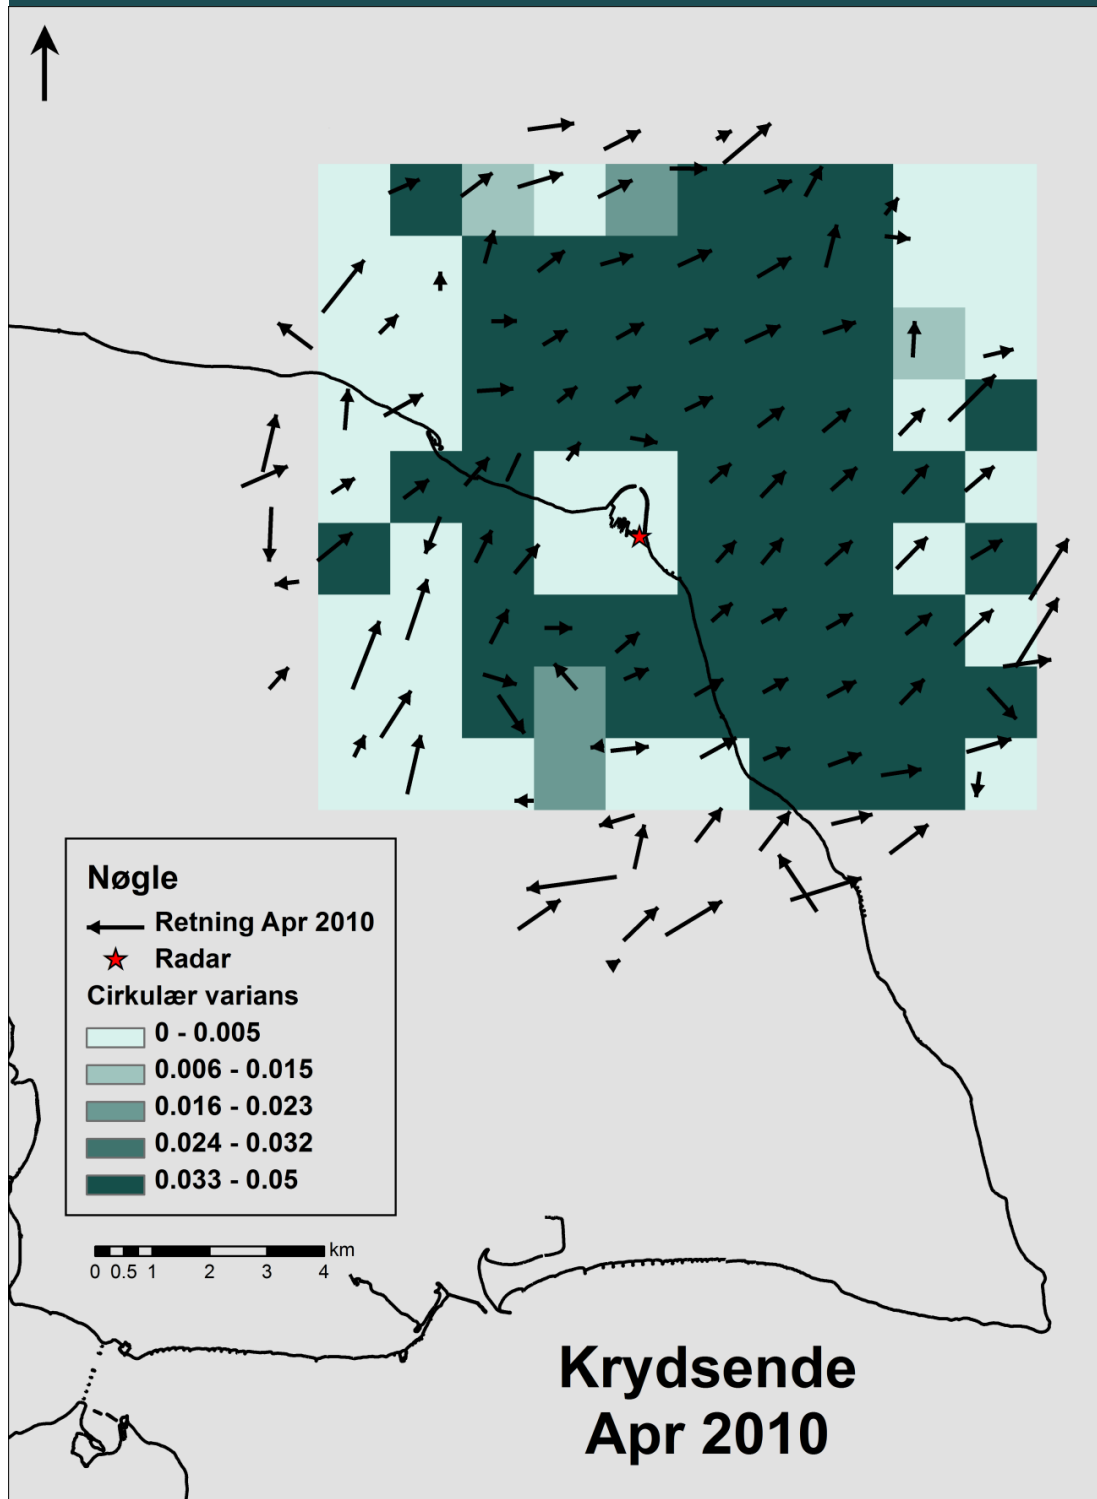 Nøgle
Retning Apr 2010
Radar
Cirkulær varians
0 - 0.005
0.006 - 0.015
0.016 - 0.023
0.024 - 0.032
0.033 - 0.05
km
0 0.5 1 2 3 4
Krydsende
Apr 2010